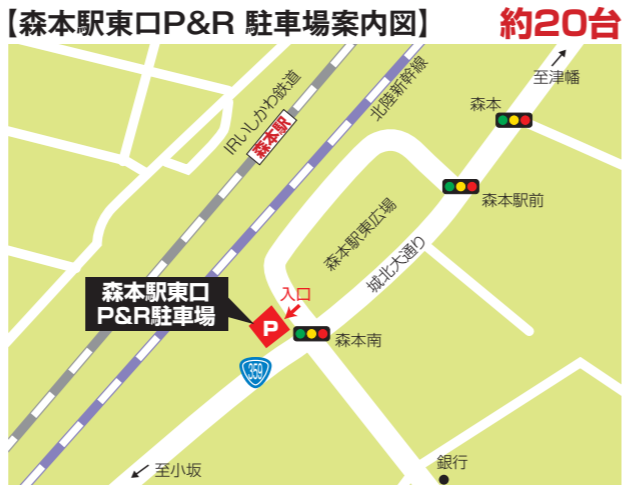 【森本駅東口P&R 駐車場案内図】
約20台
至津幡
北陸新幹線
IRいしかわ鉄道
森本駅
森本
森本駅前
森本駅東広場
城北大通り
森本駅東口
P&R駐車場
入口
P
森本南
359
至小坂
銀行